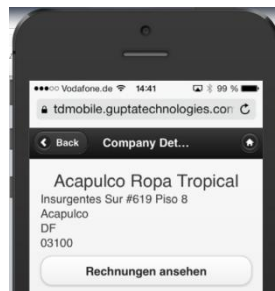 ●●●○○ Vodafone.de 14:41 99 %
tdmobile.guptatechnologies.com
Back Company Det...
Acapulco Ropa Tropical
Insurgentes Sur #619 Piso 8
Acapulco
DF
03100
Rechnungen ansehen